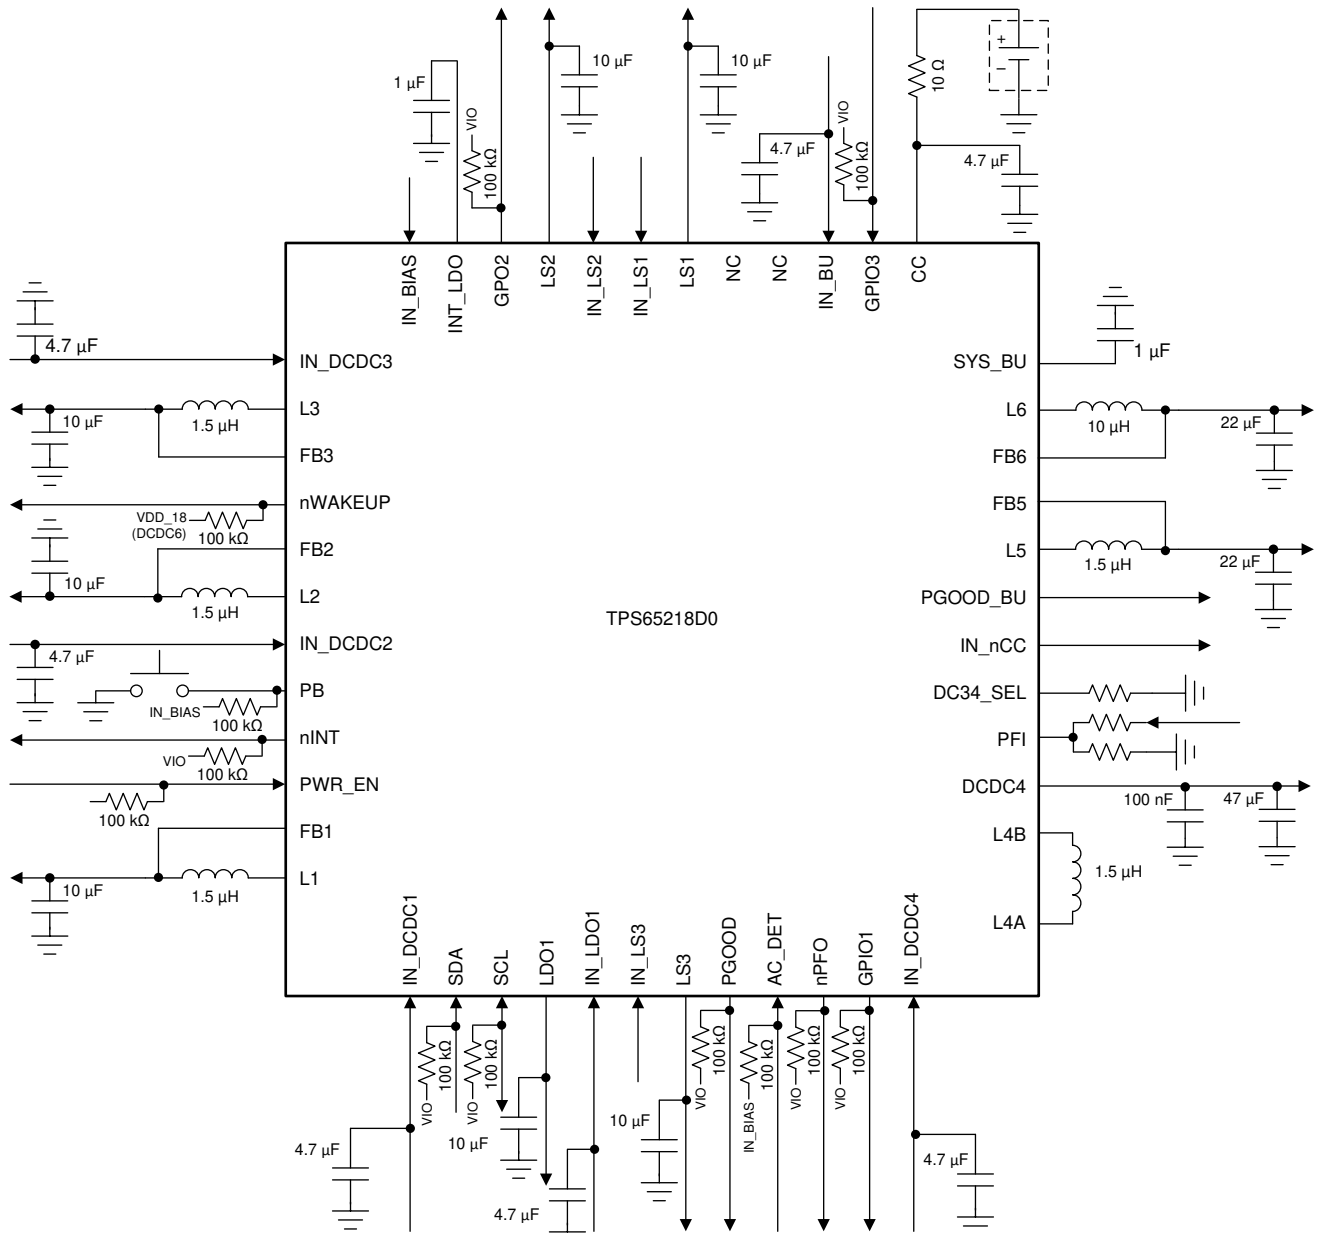 1 µF
VIO
100 kΩ
10 µF
10 µF
4.7 µF
VIO
100 kΩ
10 Ω
+
–
4.7 µF
IN_BIAS
INT_LDO
GPO2
LS2
IN_LS2
IN_LS1
LS1
NC
NC
IN_BU
GPIO3
CC
4.7 µF
IN_DCDC3
10 µF
1.5 µH
L3
FB3
nWAKEUP
VDD_18
(DCDC6)
100 kΩ
FB2
10 µF
1.5 µH
L2
4.7 µF
IN_DCDC2
PB
IN_BIAS
100 kΩ
nINT
VIO
100 kΩ
PWR_EN
100 kΩ
FB1
10 µF
1.5 µH
L1
TPS65218D0
SYS_BU
1 µF
L6
10 µH
22 µF
FB6
FB5
L5
1.5 µH
22 µF
PGOOD_BU
IN_nCC
DC34_SEL
PFI
DCDC4
100 nF
47 µF
L4B
1.5 µH
L4A
IN_DCDC1
SDA
SCL
LDO1
IN_LDO1
IN_LS3
LS3
PGOOD
AC_DET
nPFO
GPIO1
IN_DCDC4
4.7 µF
VIO
100 kΩ
VIO
100 kΩ
10 µF
4.7 µF
10 µF
VIO
100 kΩ
IN_BIAS
100 kΩ
VIO
100 kΩ
VIO
100 kΩ
4.7 µF